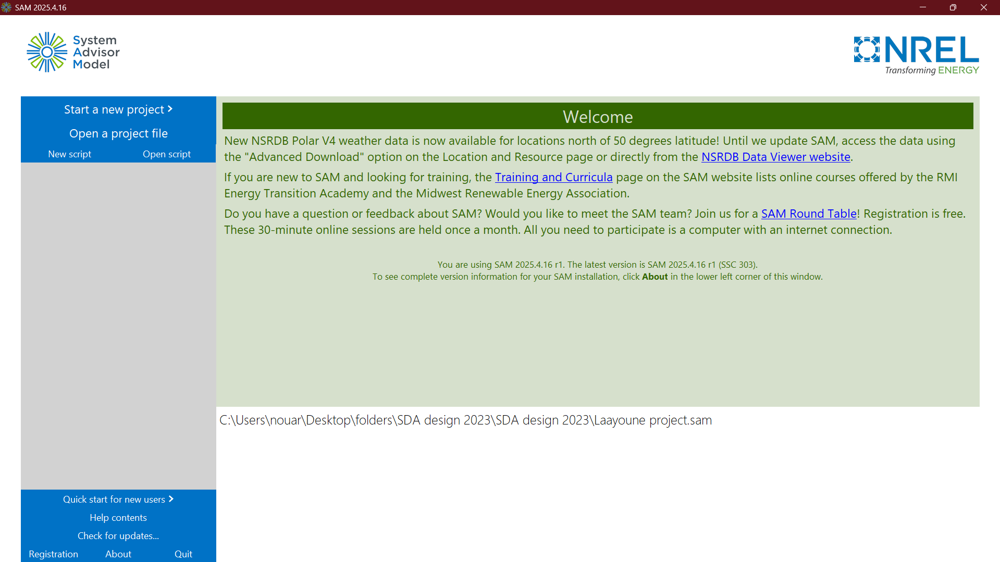 SAM 2025.4.16
System
Advisor
Model
NREL
Transforming ENERGY
Start a new project >
Open a project file
New script
Open script
Welcome
New NSRDB Polar V4 weather data is now available for locations north of 50 degrees latitude! Until we update SAM, access the data using
the "Advanced Download" option on the Location and Resource page or directly from the NSRDB Data Viewer website.
If you are new to SAM and looking for training, the Training and Curricula page on the SAM website lists online courses offered by the RMI
Energy Transition Academy and the Midwest Renewable Energy Association.
Do you have a question or feedback about SAM? Would you like to meet the SAM team? Join us for a SAM Round Table! Registration is free.
These 30-minute online sessions are held once a month. All you need to participate is a computer with an internet connection.
You are using SAM 2025.4.16 r1. The latest version is SAM 2025.4.16 r1 (SSC 303).
To see complete version information for your SAM installation, click About in the lower left corner of this window.
C:\Users\nouar\Desktop\folders\SDA design 2023\SDA design 2023\Laayoune project.sam
Quick start for new users >
Help contents
Check for updates...
Registration
About
Quit